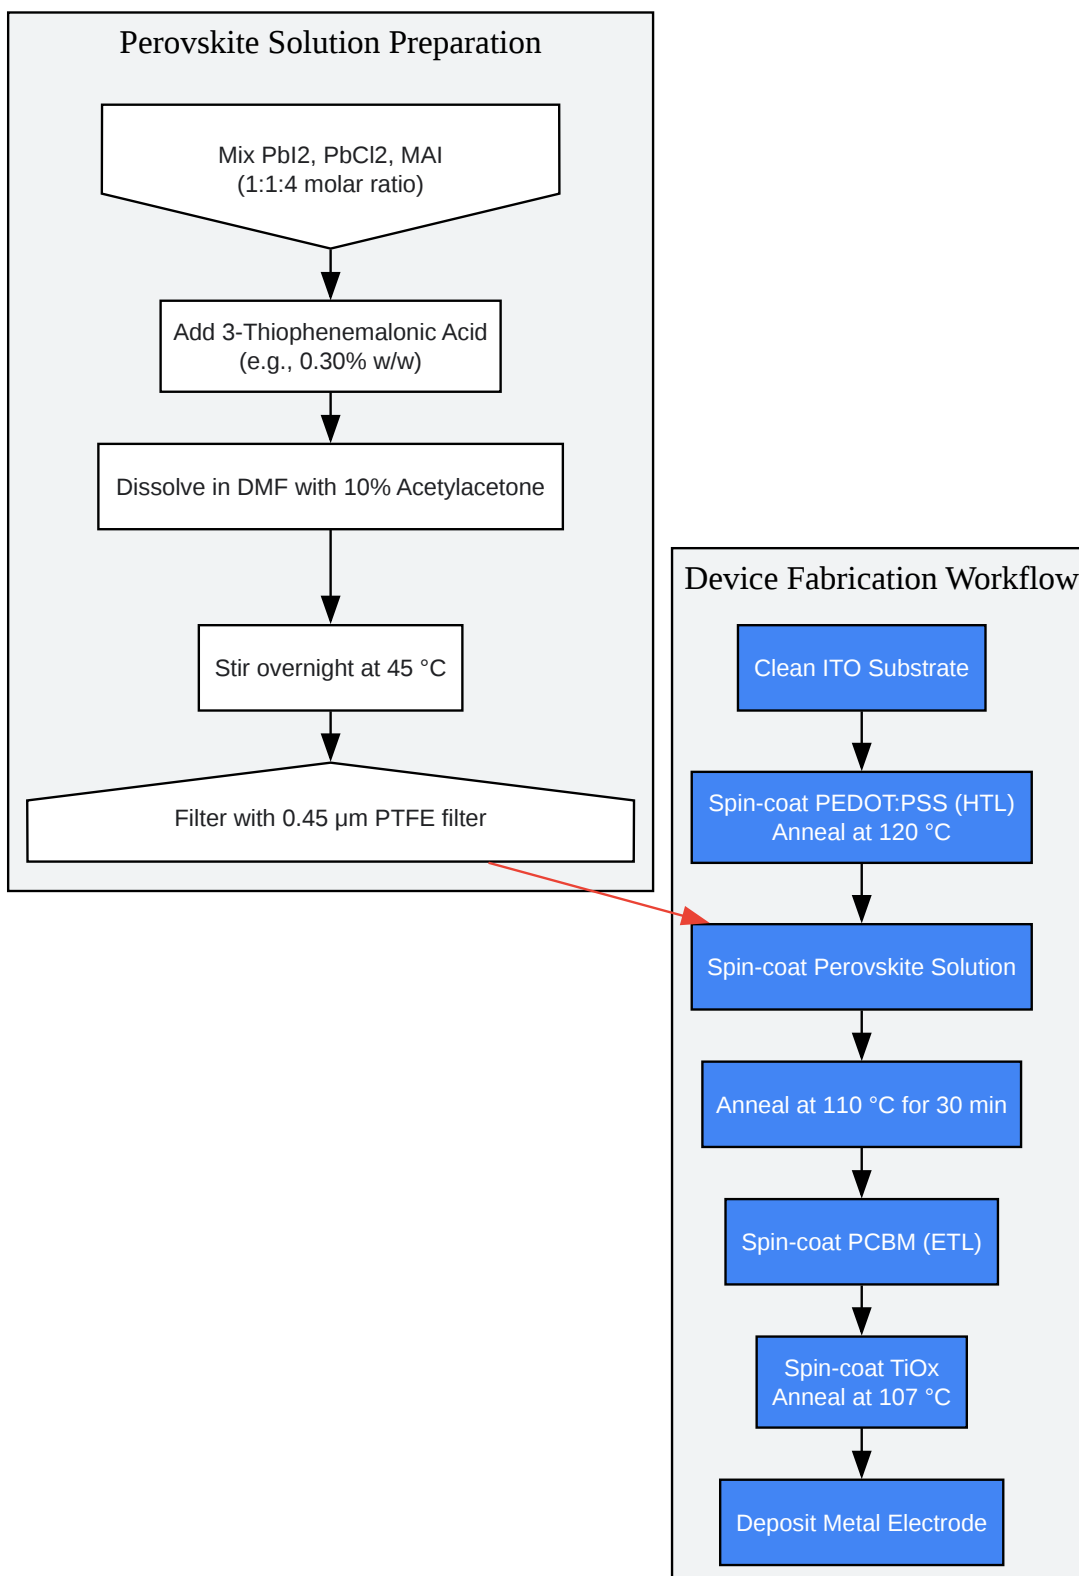 Perovskite Solution Preparation
Mix PbI2, PbCl2, MAI
(1:1:4 molar ratio)
Add 3-Thiophenemalonic Acid
(e.g., 0.30% w/w)
Dissolve in DMF with 10% Acetylacetone
Stir overnight at 45 °C
Filter with 0.45 μm PTFE filter
Device Fabrication Workflow
Clean ITO Substrate
Spin-coat PEDOT:PSS (HTL)
Anneal at 120 °C
Spin-coat Perovskite Solution
Anneal at 110 °C for 30 min
Spin-coat PCBM (ETL)
Spin-coat TiOx
Anneal at 107 °C
Deposit Metal Electrode